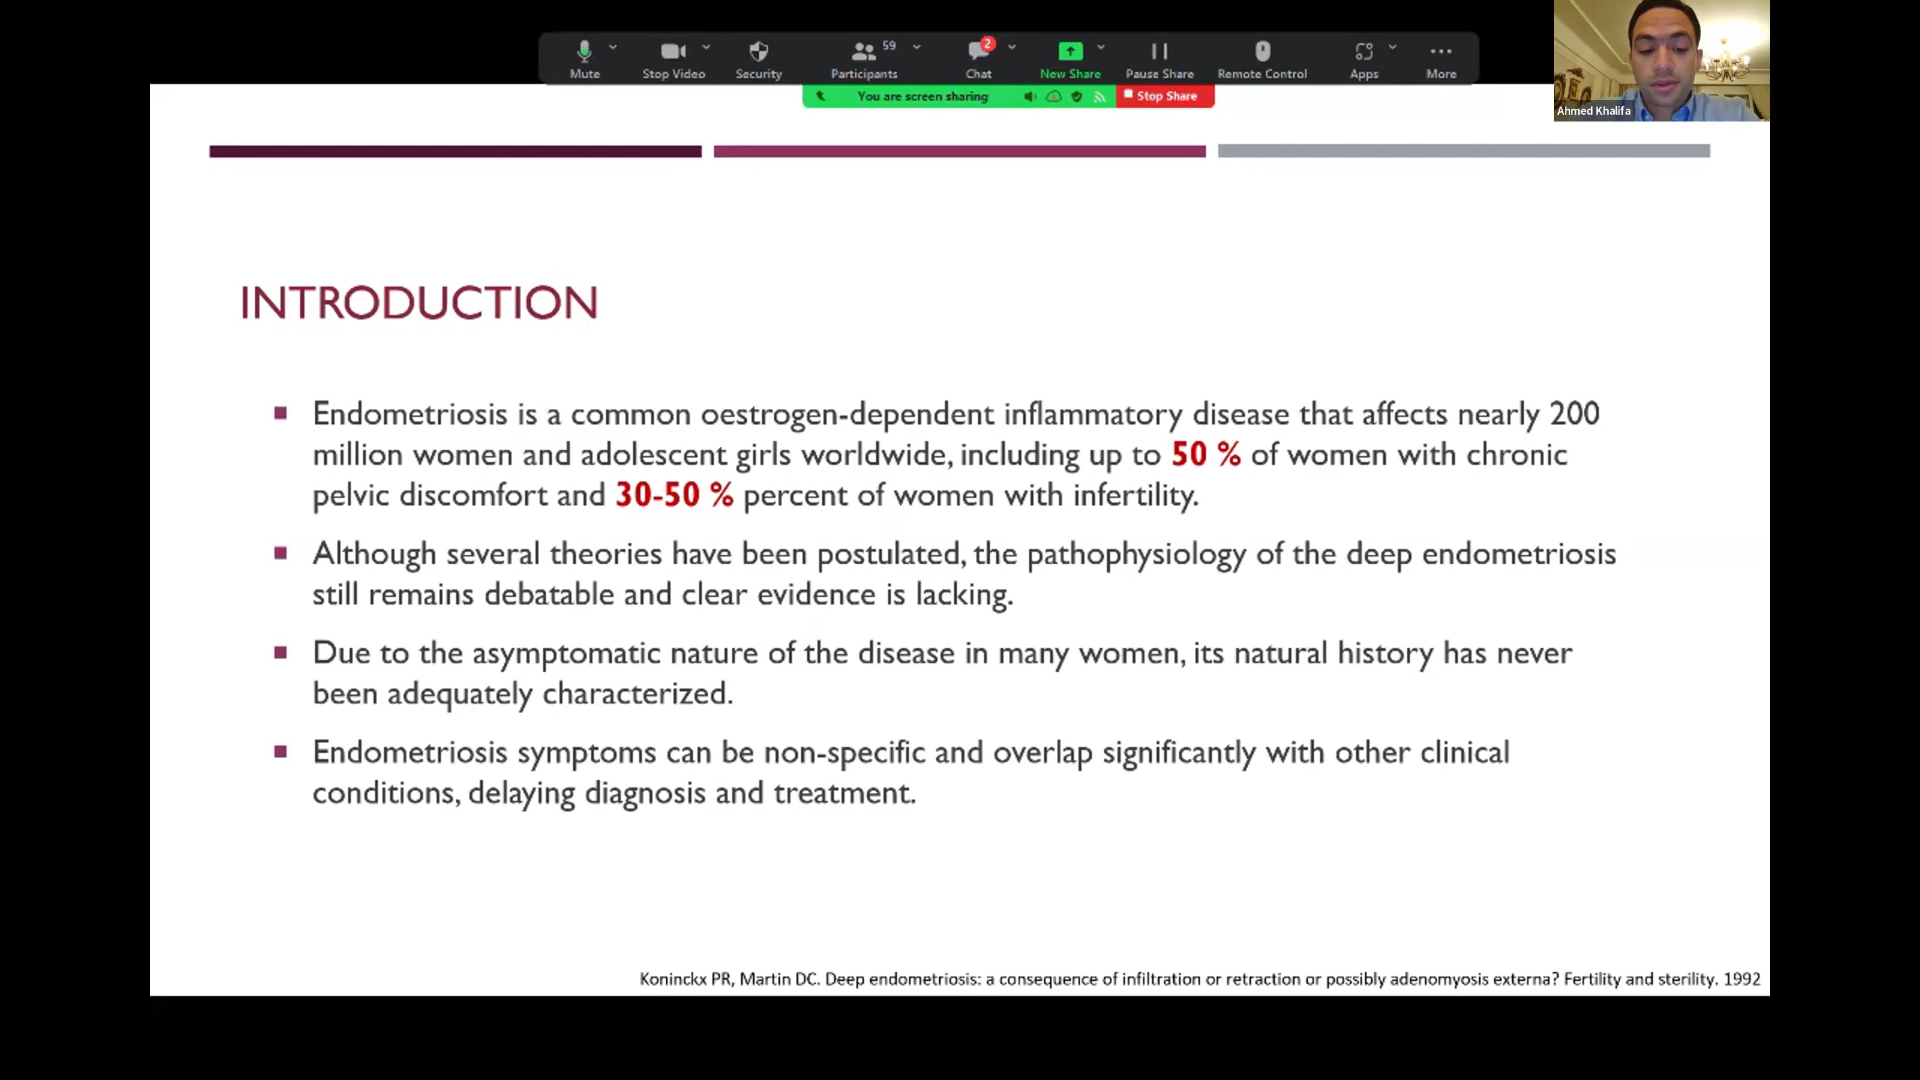 59
2
Mute
Stop Video
Security
Participants
Chat
New Share
Pause Share
Remote Control
Apps
More
You are screen sharing
Stop Share
Ahmed Khalifa
INTRODUCTION
Endometriosis is a common oestrogen-dependent inflammatory disease that affects nearly 200
million women and adolescent girls worldwide, including up to 50 % of women with chronic
pelvic discomfort and 30-50 % percent of women with infertility.
Although several theories have been postulated, the pathophysiology of the deep endometriosis
still remains debatable and clear evidence is lacking.
Due to the asymptomatic nature of the disease in many women, its natural history has never
been adequately characterized.
Endometriosis symptoms can be non-specific and overlap significantly with other clinical
conditions, delaying diagnosis and treatment.
Koninckx PR, Martin DC. Deep endometriosis: a consequence of infiltration or retraction or possibly adenomyosis externa? Fertility and sterility. 1992